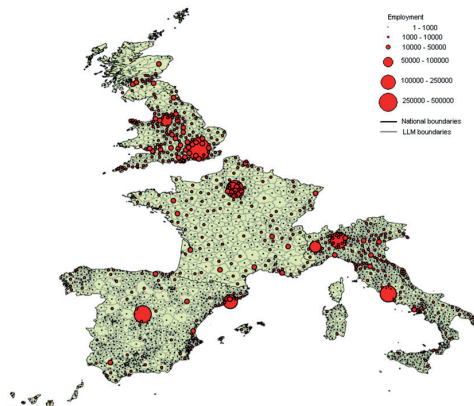 Employment
1 - 1000
1000 - 10000
10000 - 50000
50000 - 100000
100000 - 250000
250000 - 500000
National boundaries
LLM boundaries